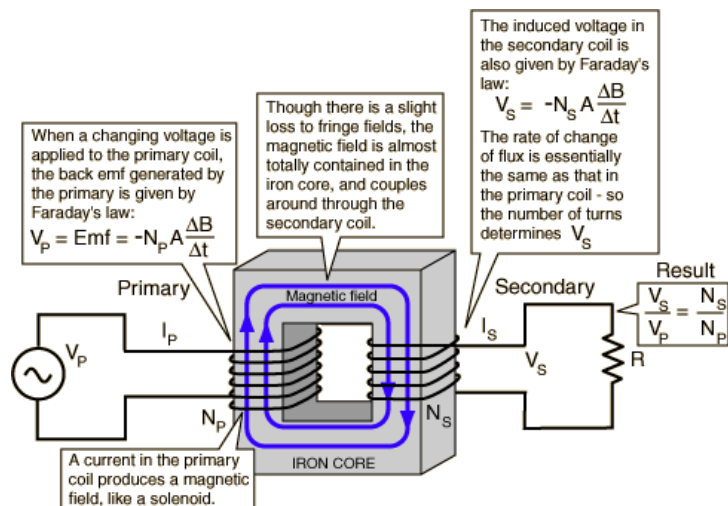 The induced voltage in
the secondary coil is
also given by Faraday's
law:
V_S = -N_S A ΔB/Δt
The rate of change
of flux is essentially
the same as that in
the primary coil - so
the number of turns
determines V_S
Though there is a slight
loss to fringe fields, the
magnetic field is almost
totally contained in the
iron core, and couples
around through the
secondary coil.
When a changing voltage is
applied to the primary coil,
the back emf generated by
the primary is given by
Faraday's law:
V_P = Emf = -N_P A ΔB/Δt
Primary
Magnetic field
Secondary
Result
V_S/V_P = N_S/N_P
I_P
I_S
V_P
V_S
R
N_P
N_S
A current in the primary
coil produces a magnetic
field, like a solenoid.
IRON CORE